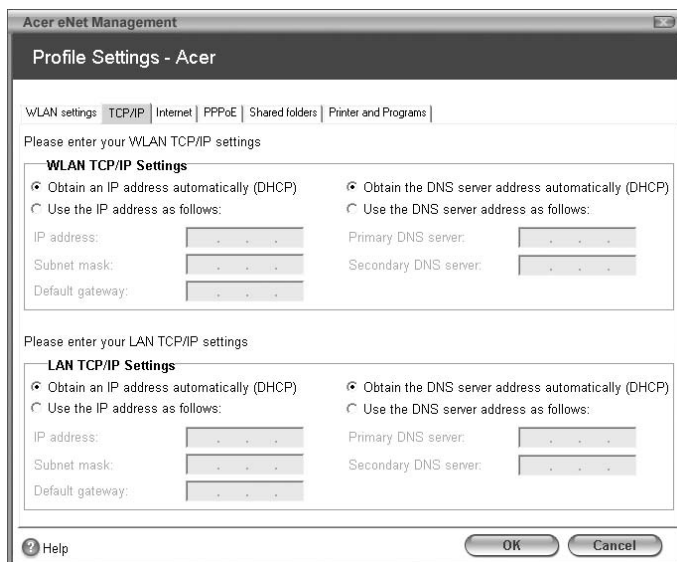 Acer eNet Management
Profile Settings - Acer
WLAN settings TCP/IP Internet PPPoE Shared folders Printer and Programs
Please enter your WLAN TCP/IP settings
WLAN TCP/IP Settings
Obtain an IP address automatically (DHCP) Obtain the DNS server address automatically (DHCP)
Use the IP address as follows: Use the DNS server address as follows:
IP address: Primary DNS server:
Subnet mask: Secondary DNS server:
Default gateway:
Please enter your LAN TCP/IP settings
LAN TCP/IP Settings
Obtain an IP address automatically (DHCP) Obtain the DNS server address automatically (DHCP)
Use the IP address as follows: Use the DNS server address as follows:
IP address: Primary DNS server:
Subnet mask: Secondary DNS server:
Default gateway:
? Help OK Cancel